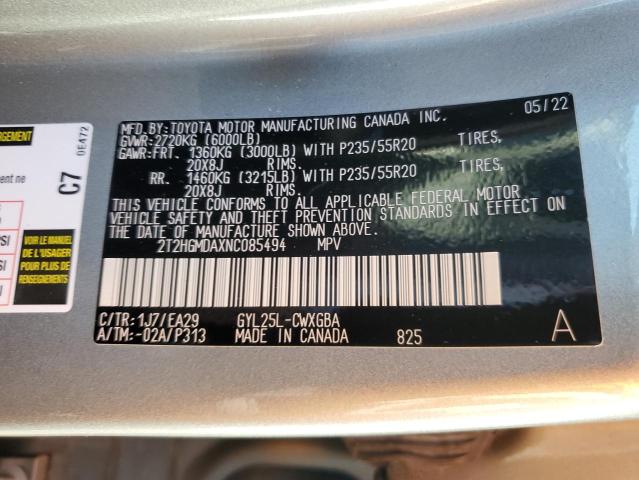 MFD. BY: TOYOTA MOTOR MANUFACTURING CANADA INC. 05/22
GVWR: 2720KG (6000LB)
GAWR: FRT. 1360KG (3000LB) WITH P235/55R20 TIRES,
20X8J RIMS.
RR. 1460KG (3215LB) WITH P235/55R20 TIRES,
20X8J RIMS.
THIS VEHICLE CONFORMS TO ALL APPLICABLE FEDERAL MOTOR
VEHICLE SAFETY AND THEFT PREVENTION STANDARDS IN EFFECT ON
THE DATE OF MANUFACTURE SHOWN ABOVE.
2T2HGMDAXNC085494 MPV
C/TR: 1J7/EA29 GYL25L-CWXGBA
A/TM: -02A/P313 MADE IN CANADA 825 A
0E472
C7
VOIR LE MANUEL
DE L'USAGER
POUR PLUS DE
RENSEIGNEMENTS